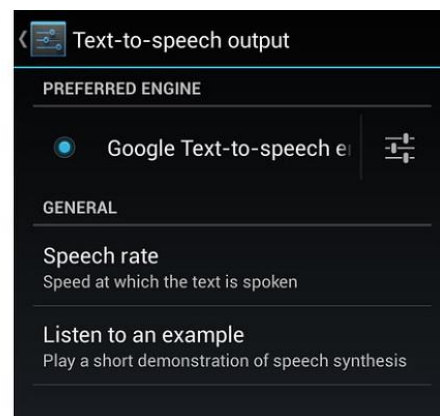 Text-to-speech output
PREFERRED ENGINE
Google Text-to-speech e
GENERAL
Speech rate
Speed at which the text is spoken
Listen to an example
Play a short demonstration of speech synthesis